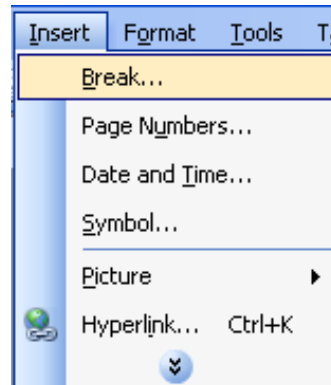 Insert Format Tools
Break...
Page Numbers...
Date and Time...
Symbol...
Picture
Hyperlink... Ctrl+K